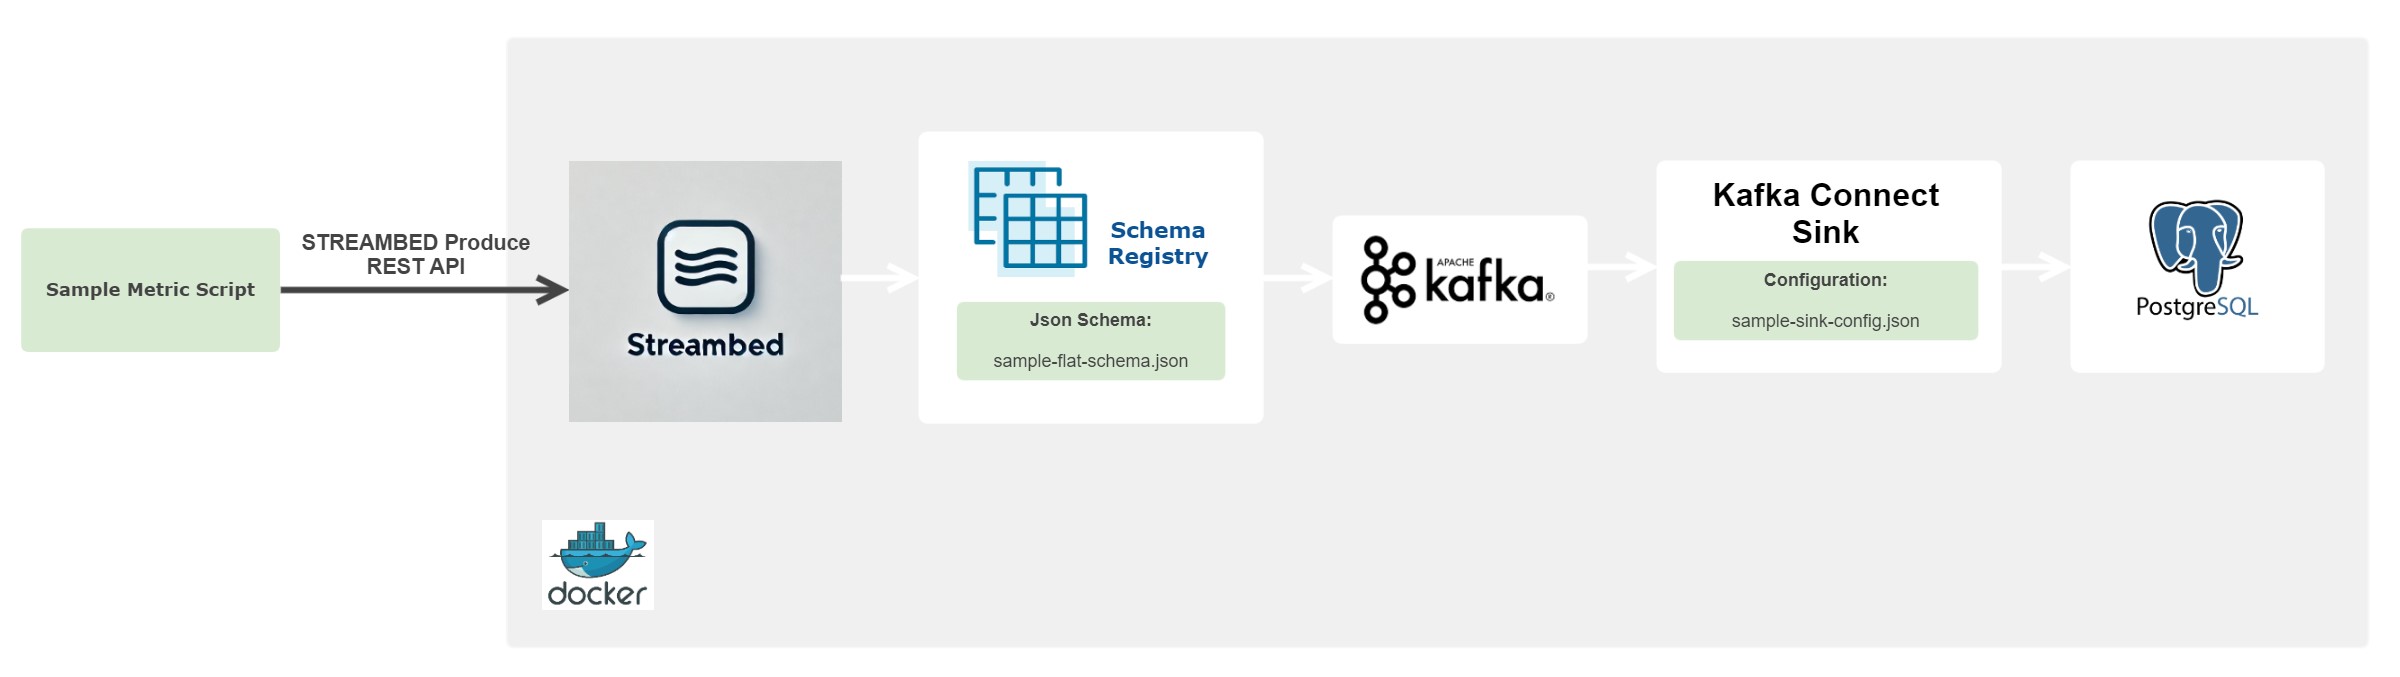 Sample Metric Script
STREAMBED Produce
REST API
Streambed
Schema
Registry
Json Schema:
sample-flat-schema.json
APACHE
kafka®
Kafka Connect
Sink
Configuration:
sample-sink-config.json
PostgreSQL
docker